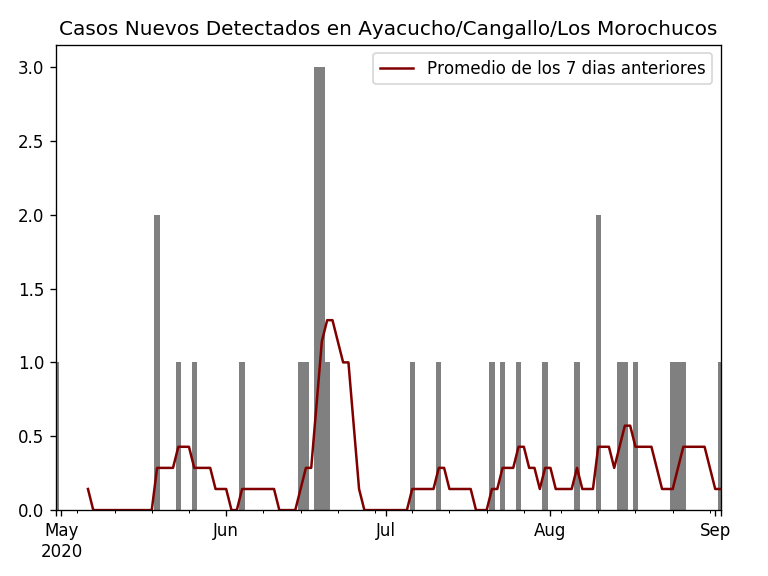 Casos Nuevos Detectados en Ayacucho/Cangallo/Los Morochucos
Promedio de los 7 dias anteriores
3.0
2.5
2.0
1.5
1.0
0.5
0.0
May Jun Jul Aug Sep
2020